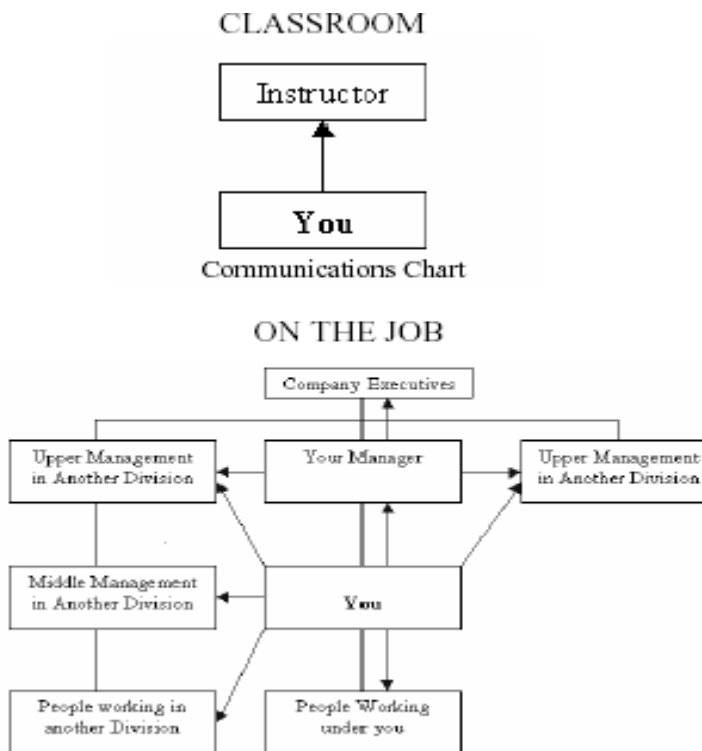 CLASSROOM
Instructor
You
Communications Chart
ON THE JOB
Company Executives
Upper Management
in Another Division
Your Manager
Upper Management
in Another Division
Middle Management
in Another Division
You
People working in
another Division
People Working
under you